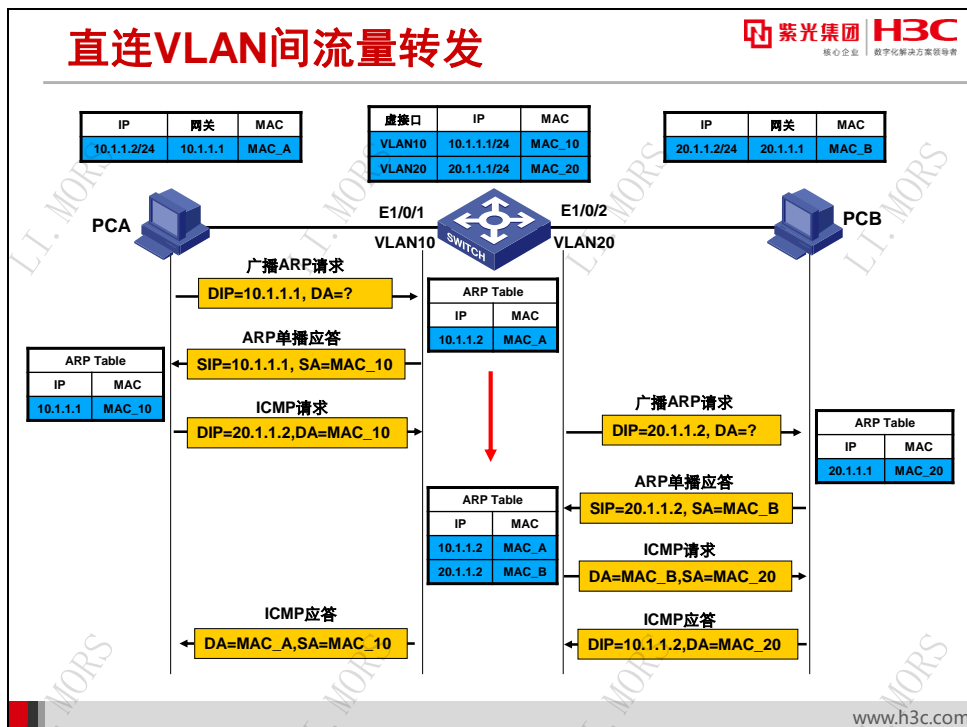 直连VLAN间流量转发
紫光集团
核心企业
H3C
数字化解决方案领导者
IP 网关 MAC
10.1.1.2/24 10.1.1.1 MAC_A
虚接口 IP MAC
VLAN10 10.1.1.1/24 MAC_10
VLAN20 20.1.1.1/24 MAC_20
IP 网关 MAC
20.1.1.2/24 20.1.1.1 MAC_B
PCA
E1/0/1
VLAN10
SWITCH
E1/0/2
VLAN20
PCB
广播ARP请求
DIP=10.1.1.1, DA=?
ARP Table
IP MAC
10.1.1.2 MAC_A
ARP单播应答
SIP=10.1.1.1, SA=MAC_10
ARP Table
IP MAC
10.1.1.1 MAC_10
ICMP请求
DIP=20.1.1.2,DA=MAC_10
广播ARP请求
DIP=20.1.1.2, DA=?
ARP Table
IP MAC
20.1.1.1 MAC_20
ARP单播应答
SIP=20.1.1.2, SA=MAC_B
ARP Table
IP MAC
10.1.1.2 MAC_A
20.1.1.2 MAC_B
ICMP请求
DA=MAC_B,SA=MAC_20
ICMP应答
DIP=10.1.1.2,DA=MAC_20
ICMP应答
DA=MAC_A,SA=MAC_10
LI. MORS
LI. MORS
LI. MORS
LI. MORS
MORS
MORS
MORS
www.h3c.com